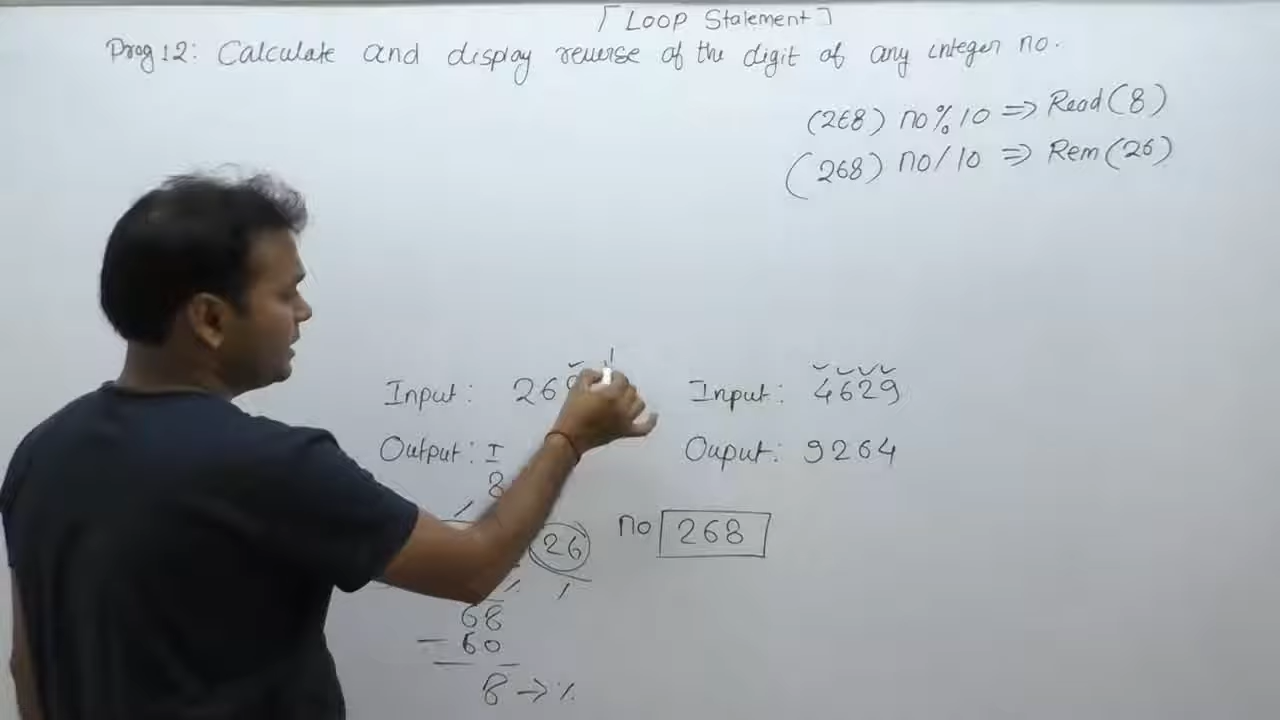 [Loop Statement]
Prog 12: Calculate and display reverse of the digit of any integer no.
(268) no%10 => Read(8)
(268) no/10 => Rem(26)
Input: 26
Output: I
8
26
68
- 60
8 → %
Input: 4629
Ouput: 9264
no 268